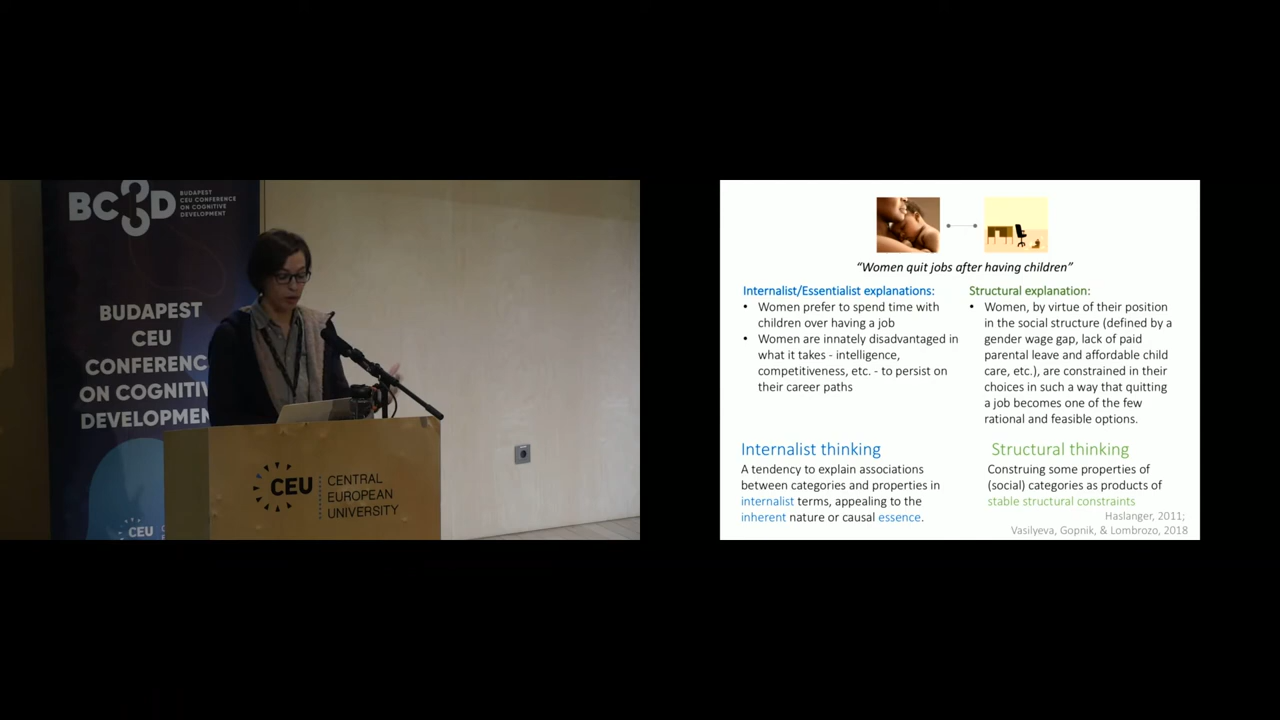 BC3D
BUDAPEST
CEU CONFERENCE
ON COGNITIVE
DEVELOPMENT
BUDAPEST
CEU
CONFERENC
ON COGNITIV
DEVELOPMEN
CEU
CEU
CENTRAL
EUROPEAN
UNIVERSITY
“Women quit jobs after having children”
Internalist/Essentialist explanations:
• Women prefer to spend time with
children over having a job
• Women are innately disadvantaged in
what it takes - intelligence,
competitiveness, etc. - to persist on
their career paths
Structural explanation:
• Women, by virtue of their position
in the social structure (defined by a
gender wage gap, lack of paid
parental leave and affordable child
care, etc.), are constrained in their
choices in such a way that quitting
a job becomes one of the few
rational and feasible options.
Internalist thinking
A tendency to explain associations
between categories and properties in
internalist terms, appealing to the
inherent nature or causal essence.
Structural thinking
Construing some properties of
(social) categories as products of
stable structural constraints
Haslanger, 2011;
Vasilyeva, Gopnik, & Lombrozo, 2018